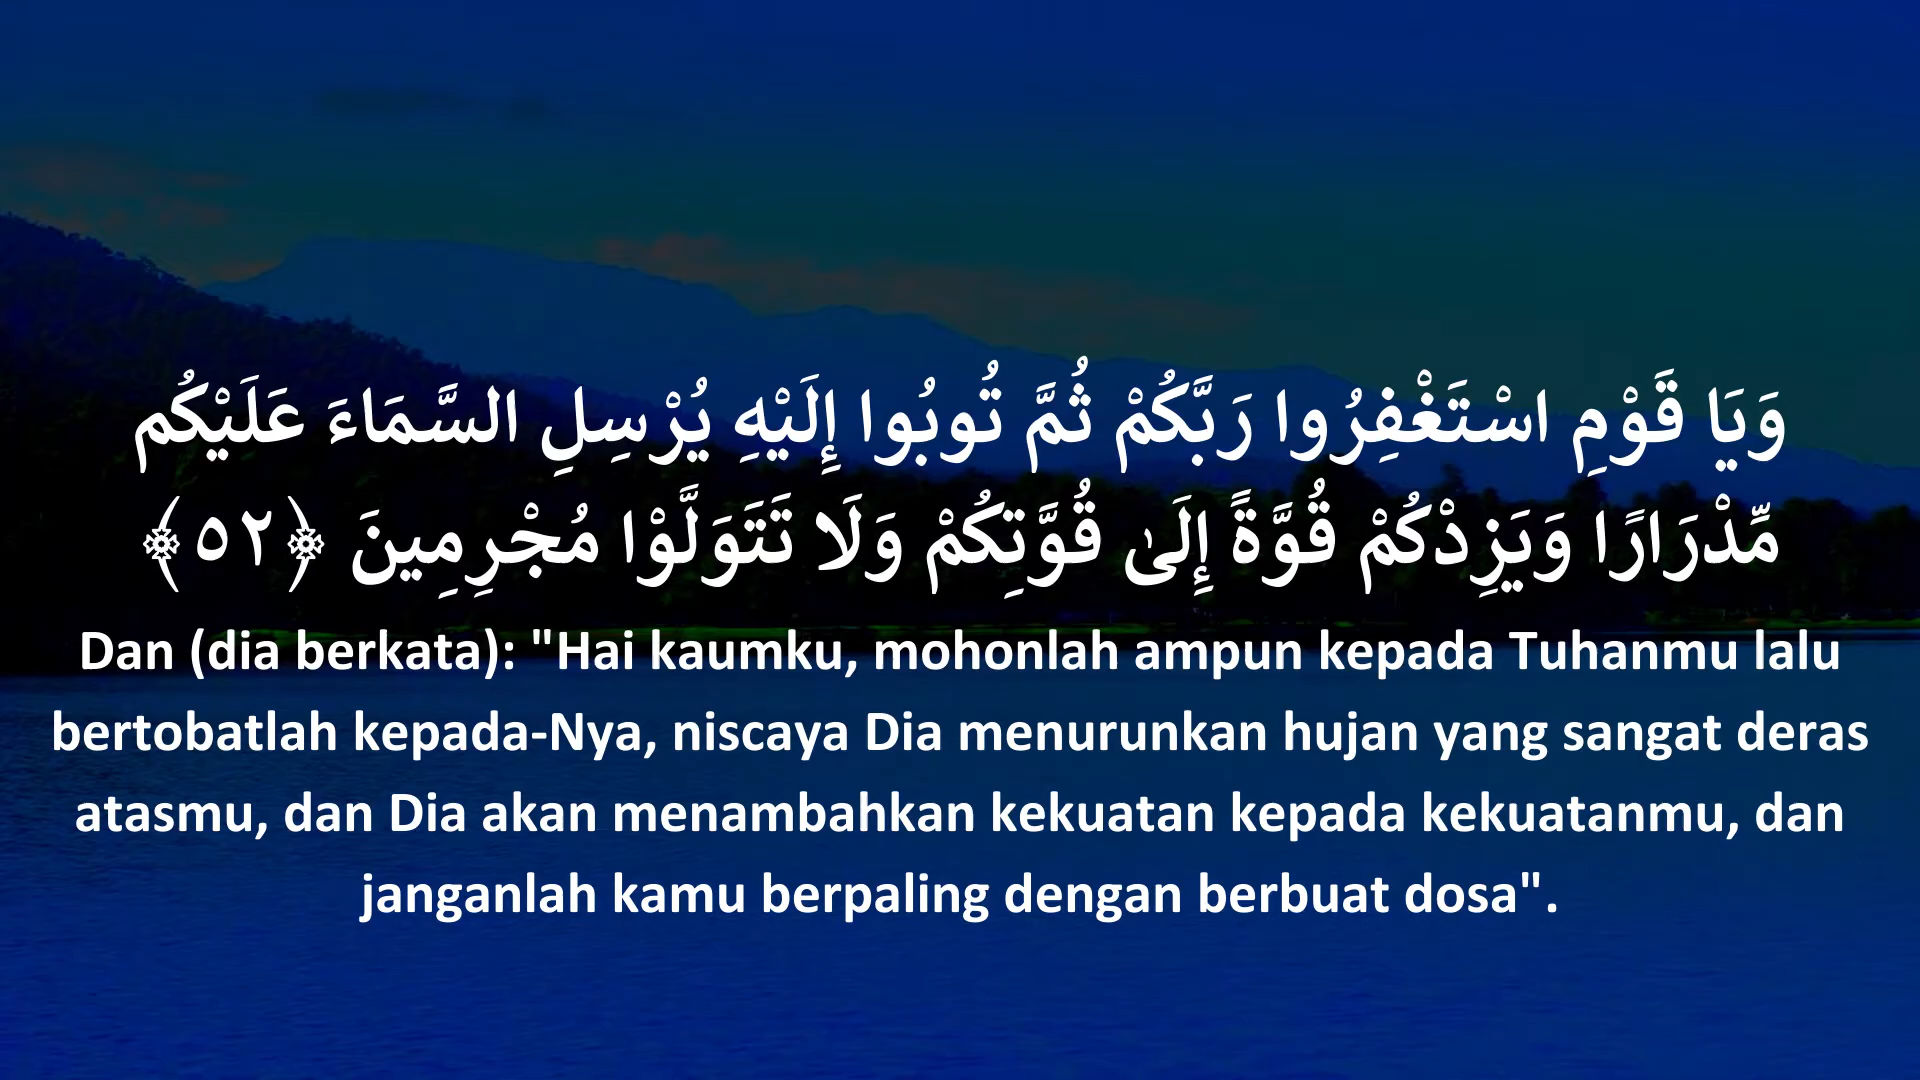 وَيَا قَوْمِ اسْتَغْفِرُوا رَبَّكُمْ ثُمَّ تُوبُوا إِلَيْهِ يُرْسِلِ السَّمَاءَ عَلَيْكُم
مِّدْرَارًا وَيَزِدْكُمْ قُوَّةً إِلَىٰ قُوَّتِكُمْ وَلَا تَتَوَلَّوْا مُجْرِمِينَ ﴿٥٢﴾
Dan (dia berkata): "Hai kaumku, mohonlah ampun kepada Tuhanmu lalu
bertobatlah kepada-Nya, niscaya Dia menurunkan hujan yang sangat deras
atasmu, dan Dia akan menambahkan kekuatan kepada kekuatanmu, dan
janganlah kamu berpaling dengan berbuat dosa".